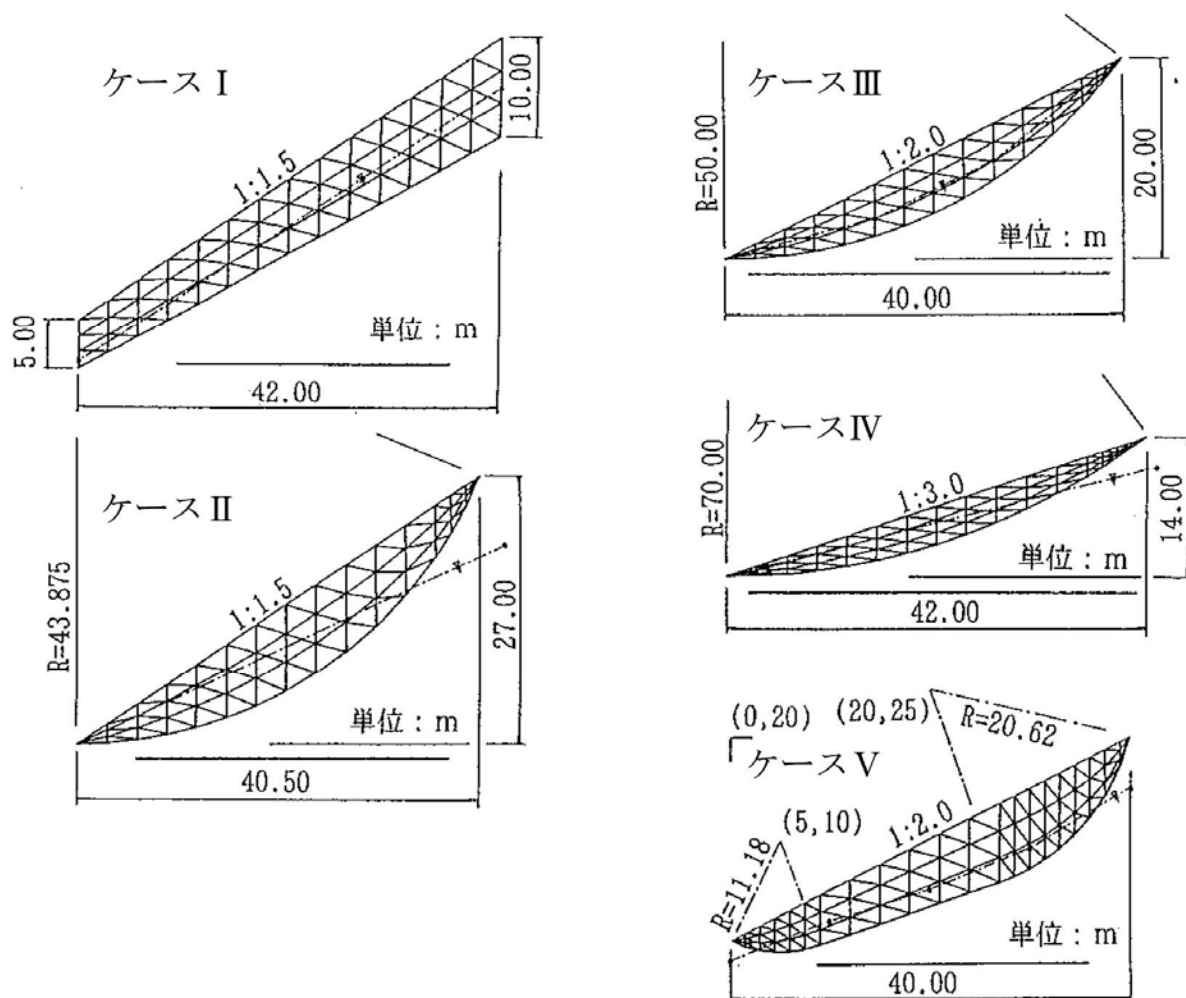 ケースⅠ
10.00
1:1.5
5.00
単位：m
42.00
ケースⅡ
R=43.875
1:1.5
27.00
単位：m
40.50
ケースⅢ
R=50.00
1:2.0
20.00
単位：m
40.00
ケースⅣ
R=70.00
1:3.0
14.00
単位：m
42.00
(0,20) (20,25) R=20.62
ケースⅤ
(5,10)
1:2.0
R=11.18
単位：m
40.00